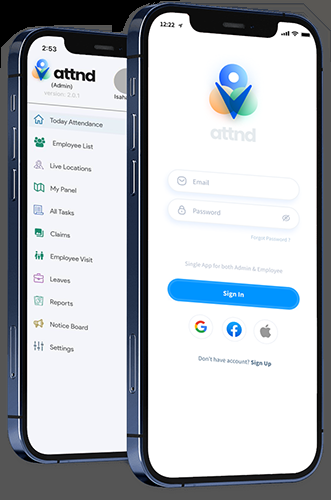 2:53
attnd
(Admin)
version: 2.0.1
Isaha
Today Attendance
Employee List
Live Locations
My Panel
All Tasks
Claims
Employee Visit
Leaves
Reports
Notice Board
Settings
12:22
attnd
Email
Password
Forgot Password ?
Single App for both Admin & Employee
Sign In
Don't have account? Sign Up